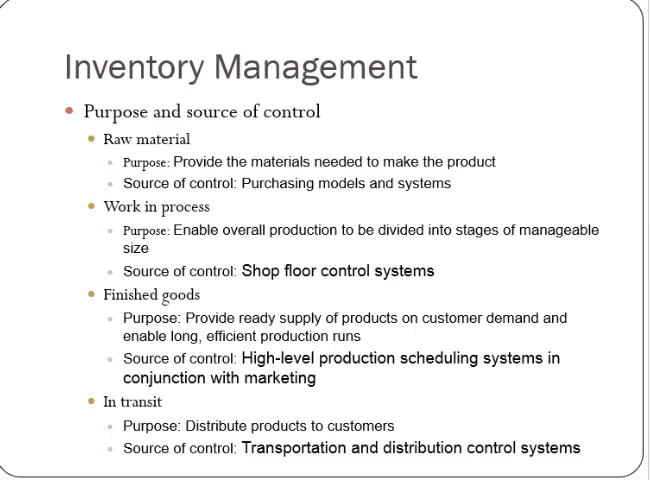 Inventory Management
Purpose and source of control
Raw material
Purpose: Provide the materials needed to make the product
Source of control: Purchasing models and systems
Work in process
Purpose: Enable overall production to be divided into stages of manageable
size
Source of control: Shop floor control systems
Finished goods
Purpose: Provide ready supply of products on customer demand and
enable long, efficient production runs
Source of control: High-level production scheduling systems in
conjunction with marketing
In transit
Purpose: Distribute products to customers
Source of control: Transportation and distribution control systems